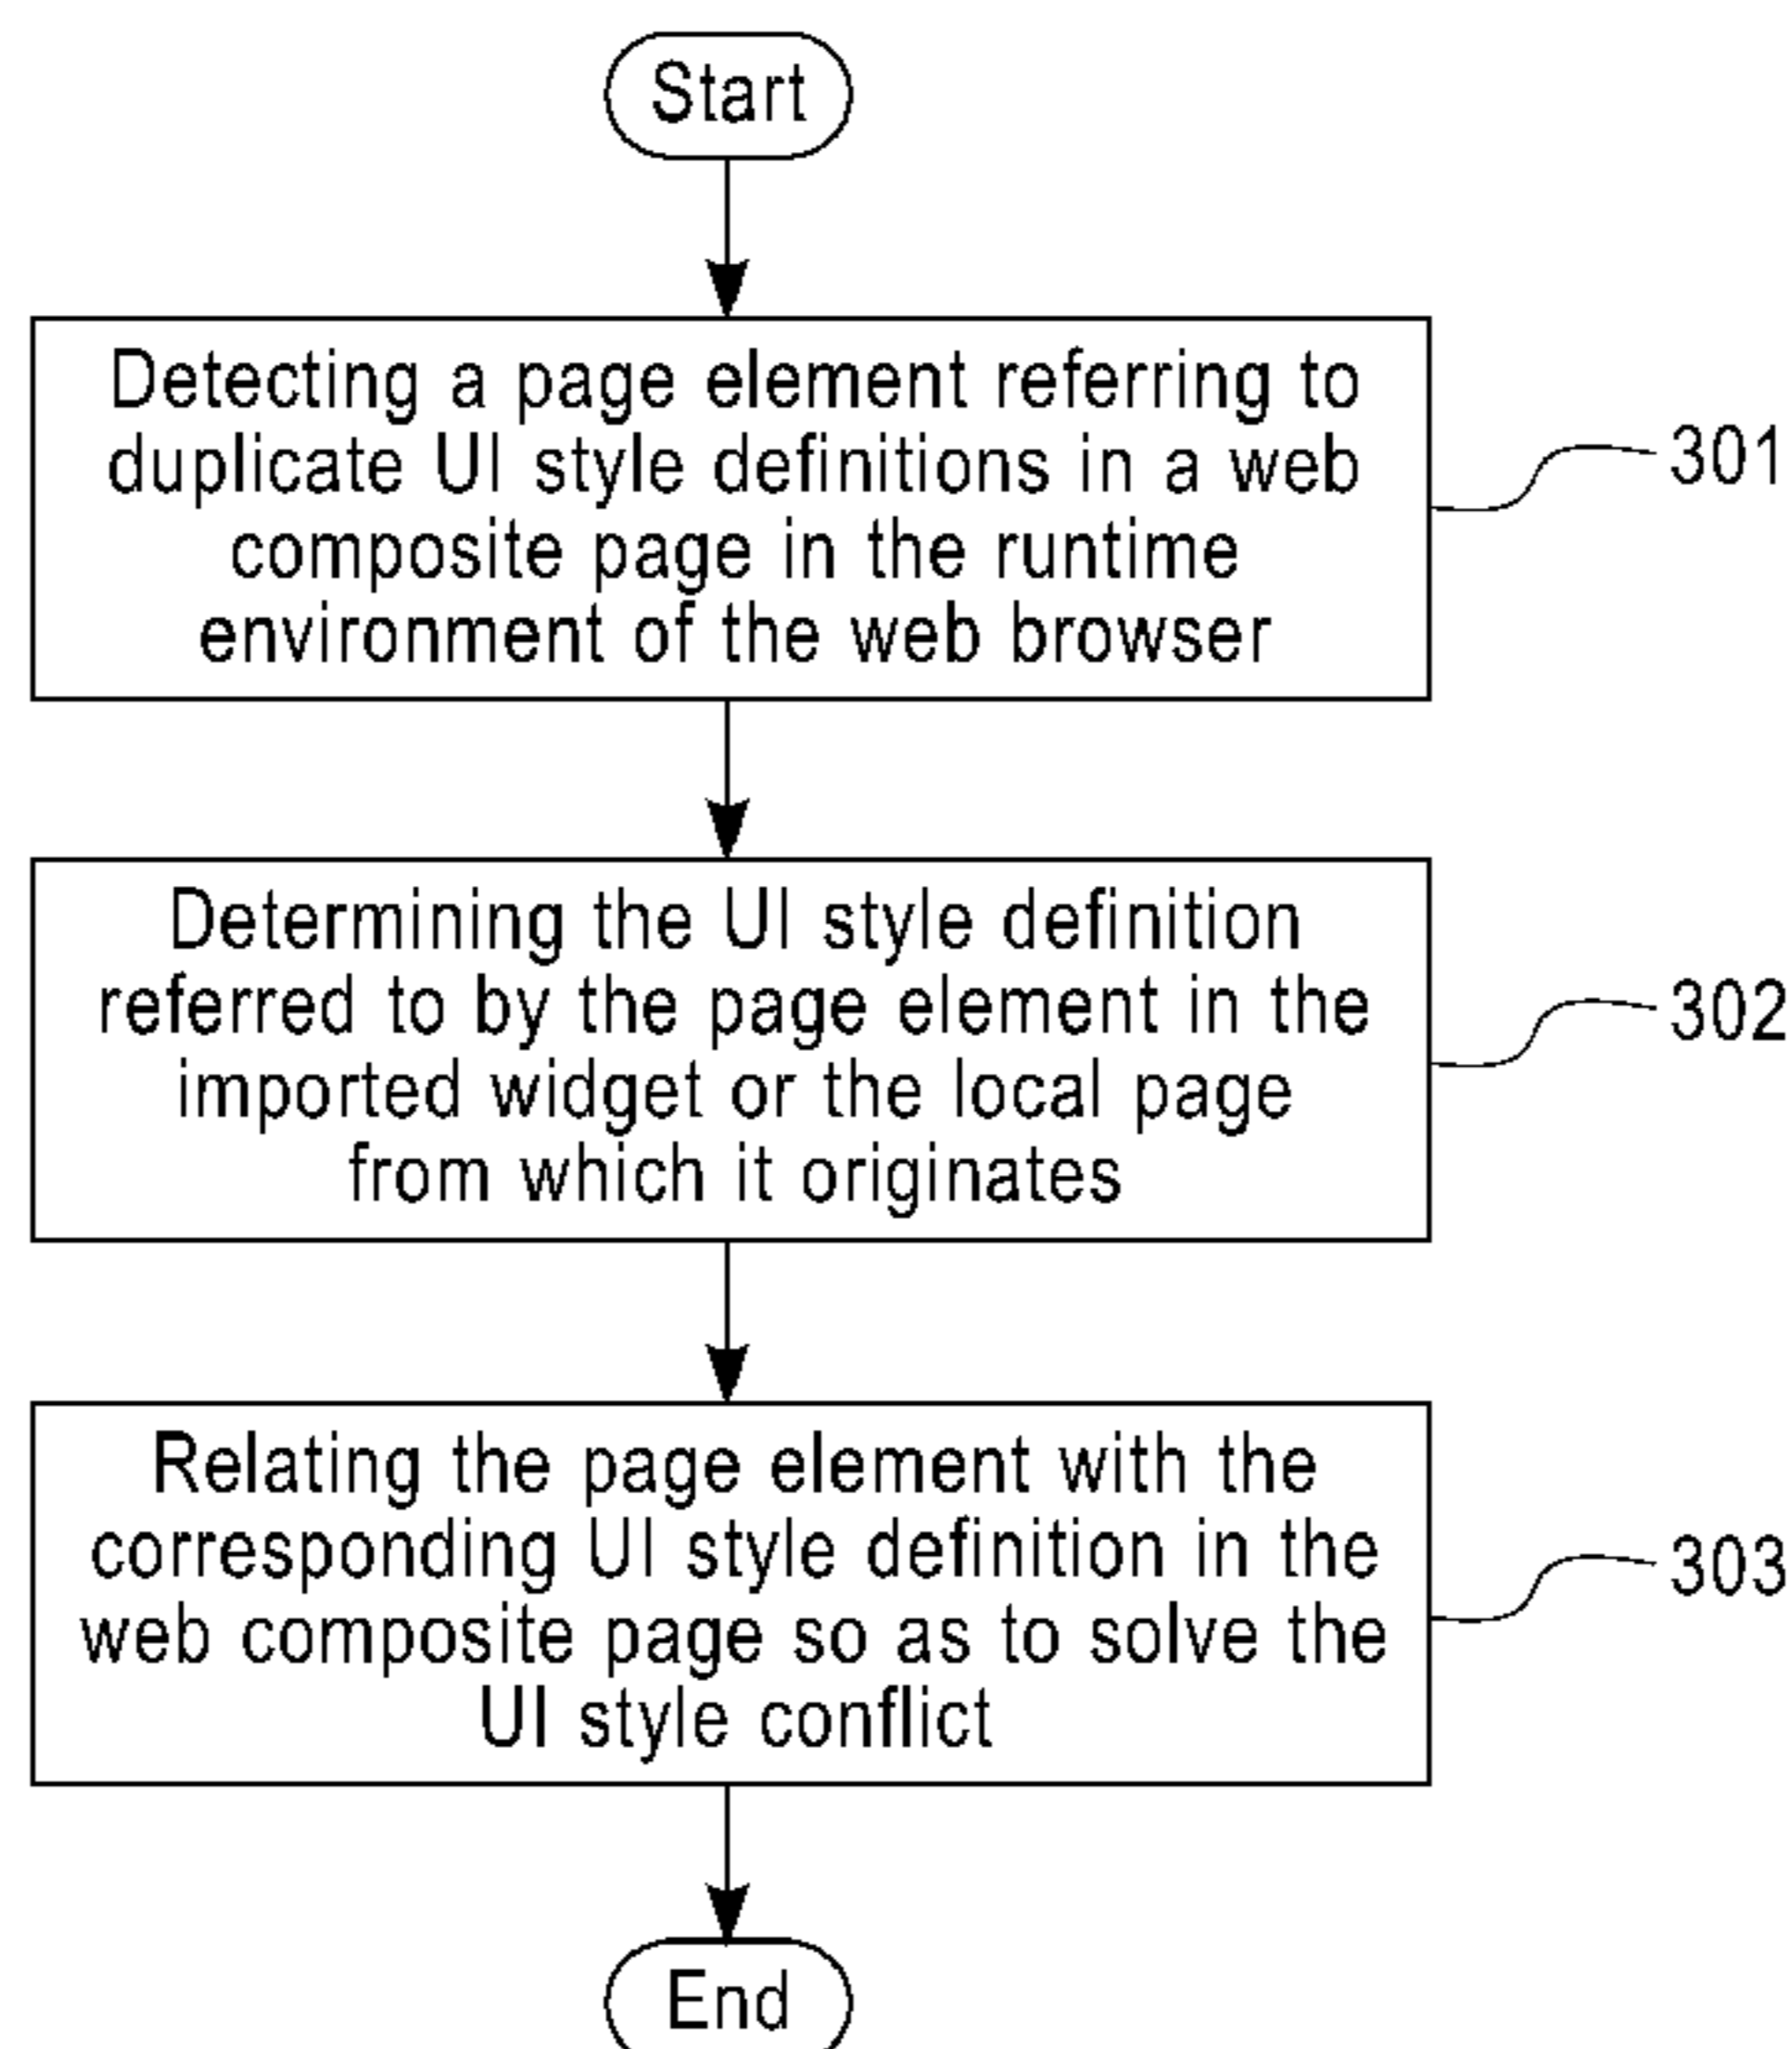 Start
Detecting a page element referring to
duplicate UI style definitions in a web
composite page in the runtime
environment of the web browser
301
Determining the UI style definition
referred to by the page element in the
imported widget or the local page
from which it originates
302
Relating the page element with the
corresponding UI style definition in the
web composite page so as to solve the
UI style conflict
303
End